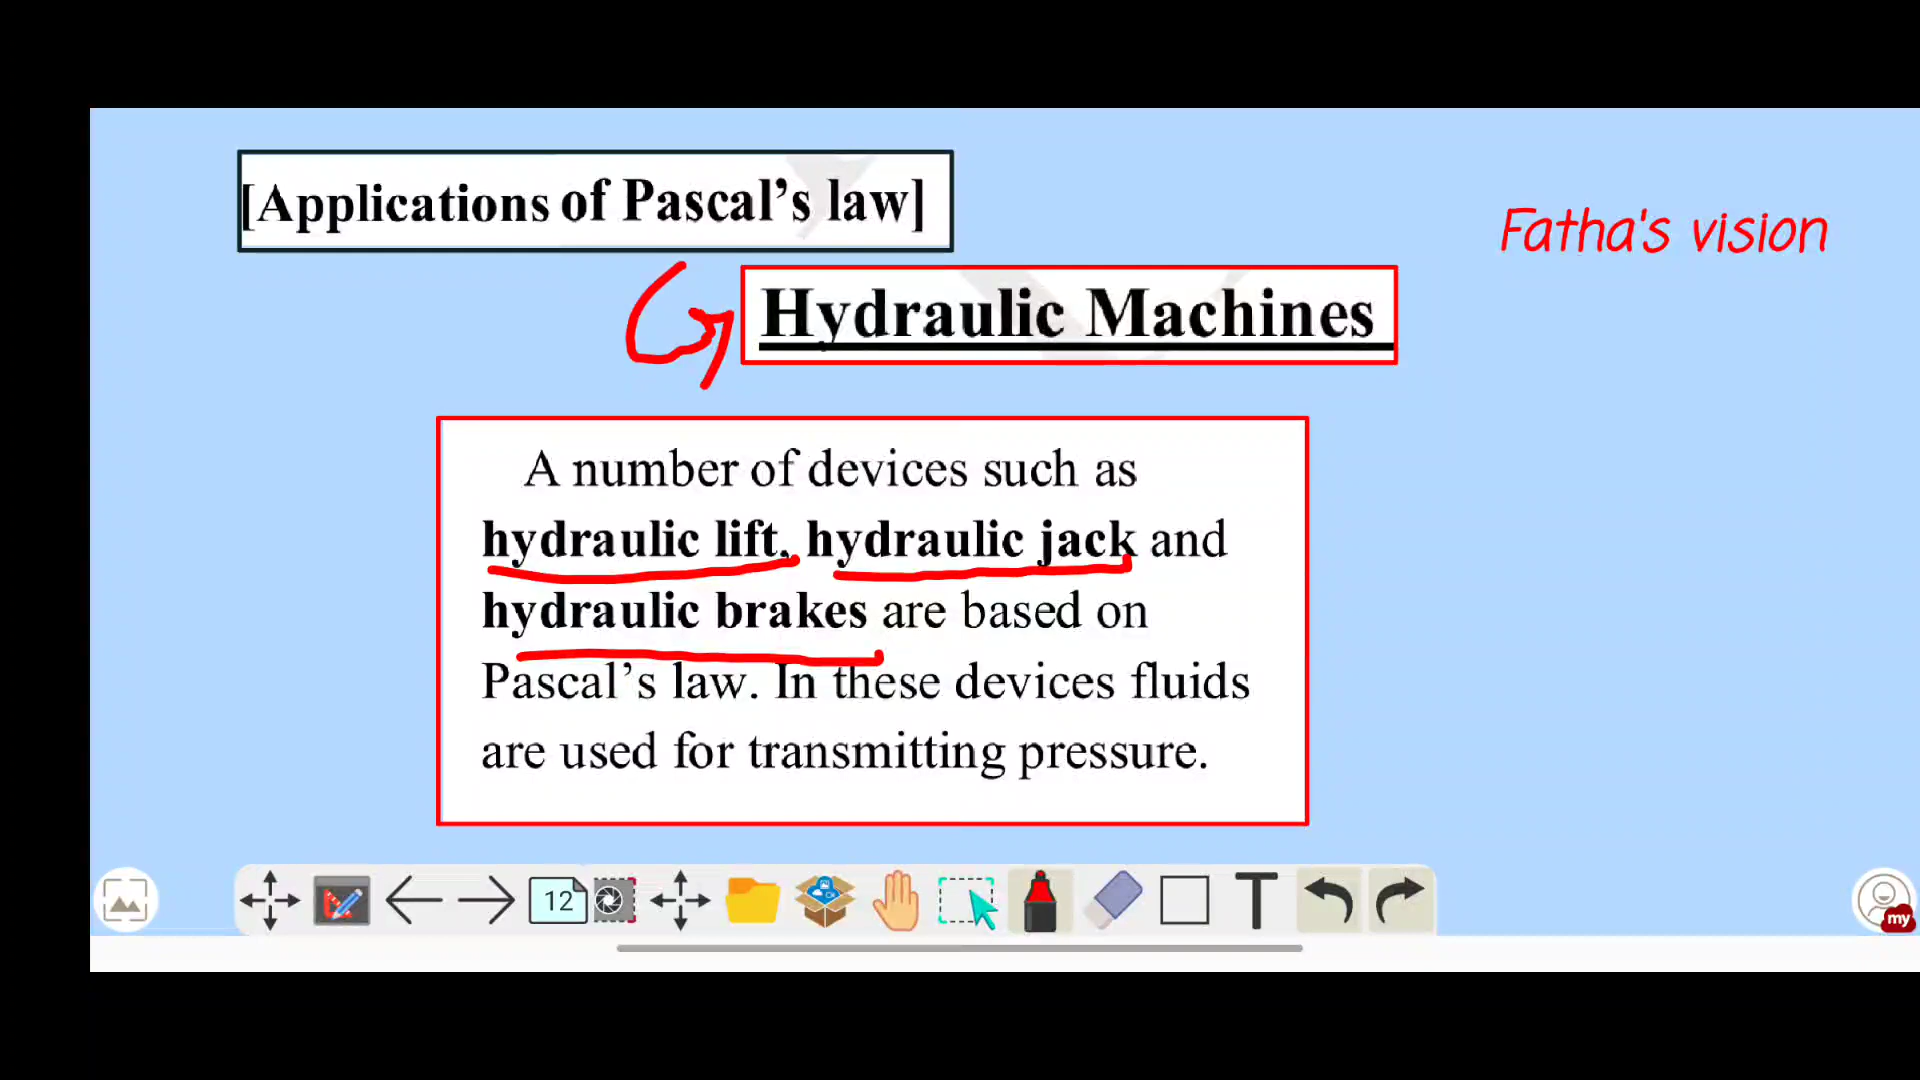 [Applications of Pascal’s law]
Fatha's vision
Hydraulic Machines
A number of devices such as
hydraulic lift, hydraulic jack and
hydraulic brakes are based on
Pascal’s law. In these devices fluids
are used for transmitting pressure.
12
T
my